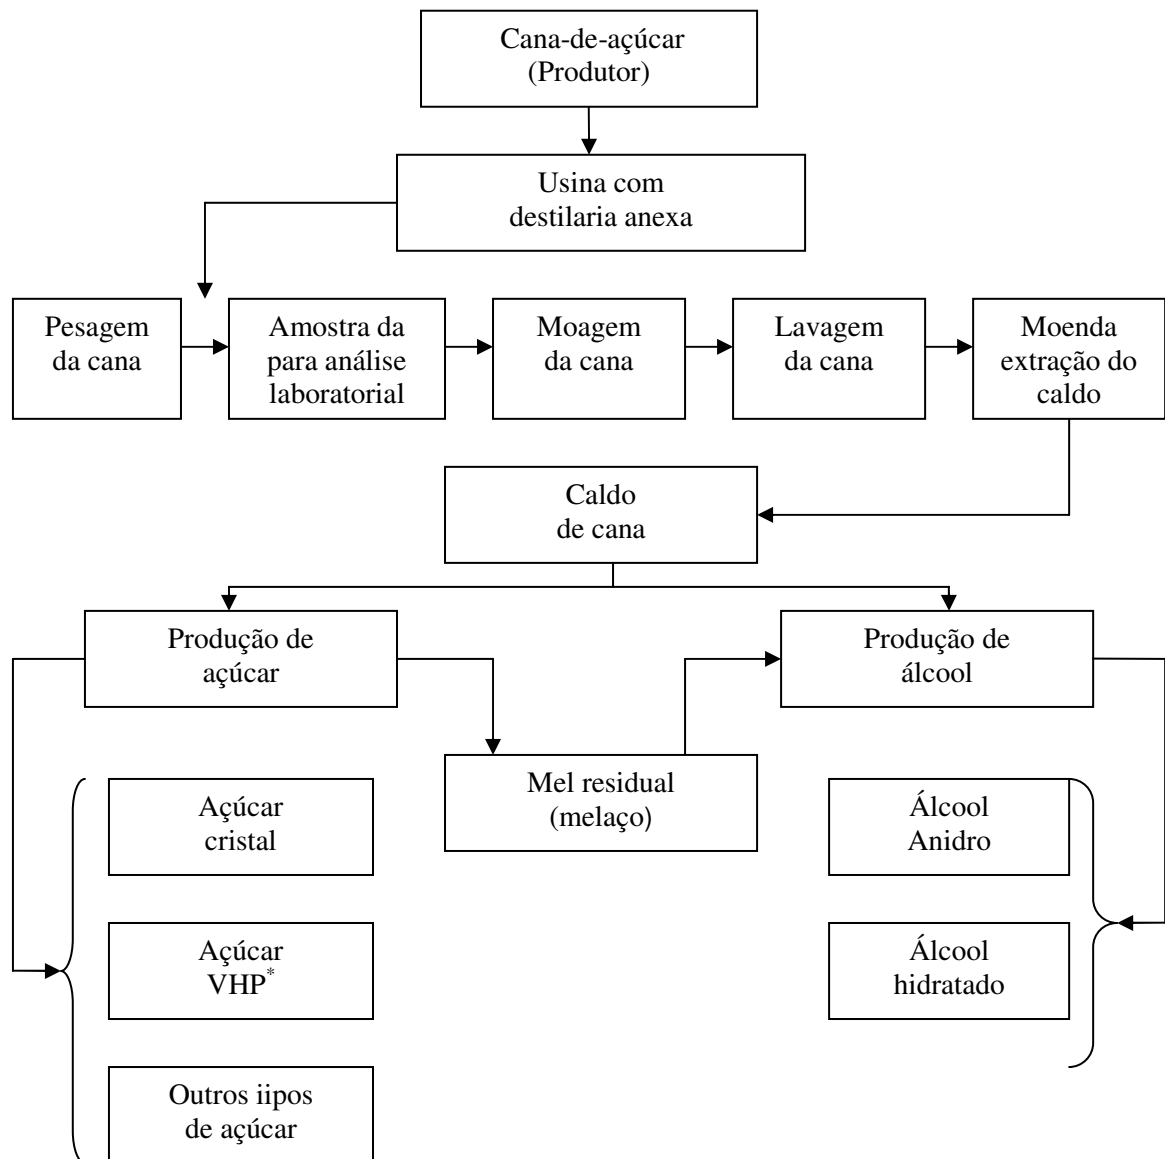 Cana-de-açúcar
(Produtor)
Usina com
destilaria anexa
Pesagem
da cana
Amostra da
para análise
laboratorial
Moagem
da cana
Lavagem
da cana
Moenda
extração do
caldo
Caldo
de cana
Produção de
açúcar
Produção de
álcool
Mel residual
(melaço)
Açúcar
cristal
Álcool
Anidro
Açúcar
VHP*
Álcool
hidratado
Outros iipos
de açúcar